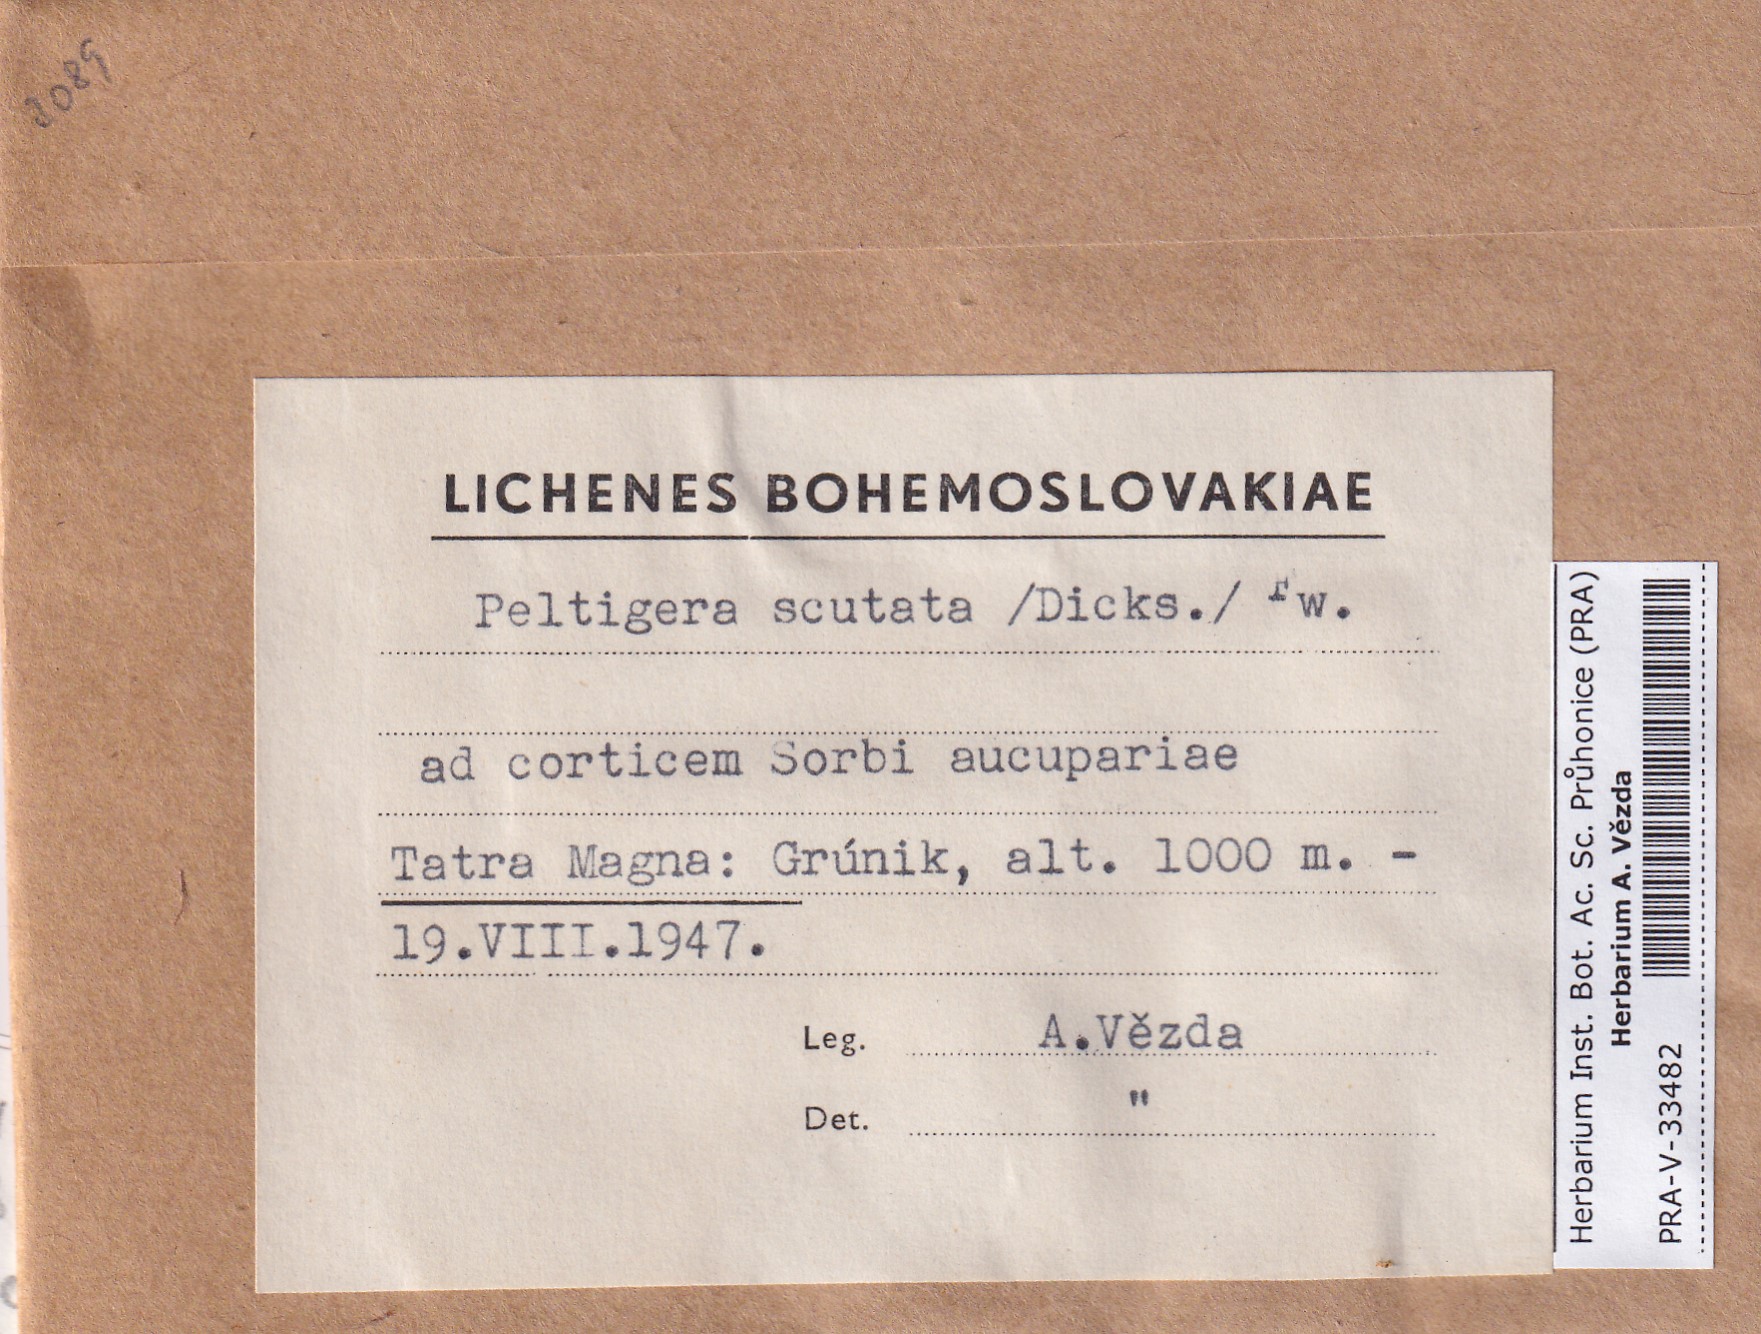 3089
LICHENES BOHEMOSLOVAKIAE
Peltigera scutata /Dicks./ Fw.
ad corticem Sorbi aucupariae
Tatra Magna: Grúnik, alt. 1000 m. -
19.VIII.1947.
Leg. A.Vězda
Det. "
Herbarium Inst. Bot. Ac. Sc. Průhonice (PRA)
Herbarium A. Vězda
PRA-V-33482